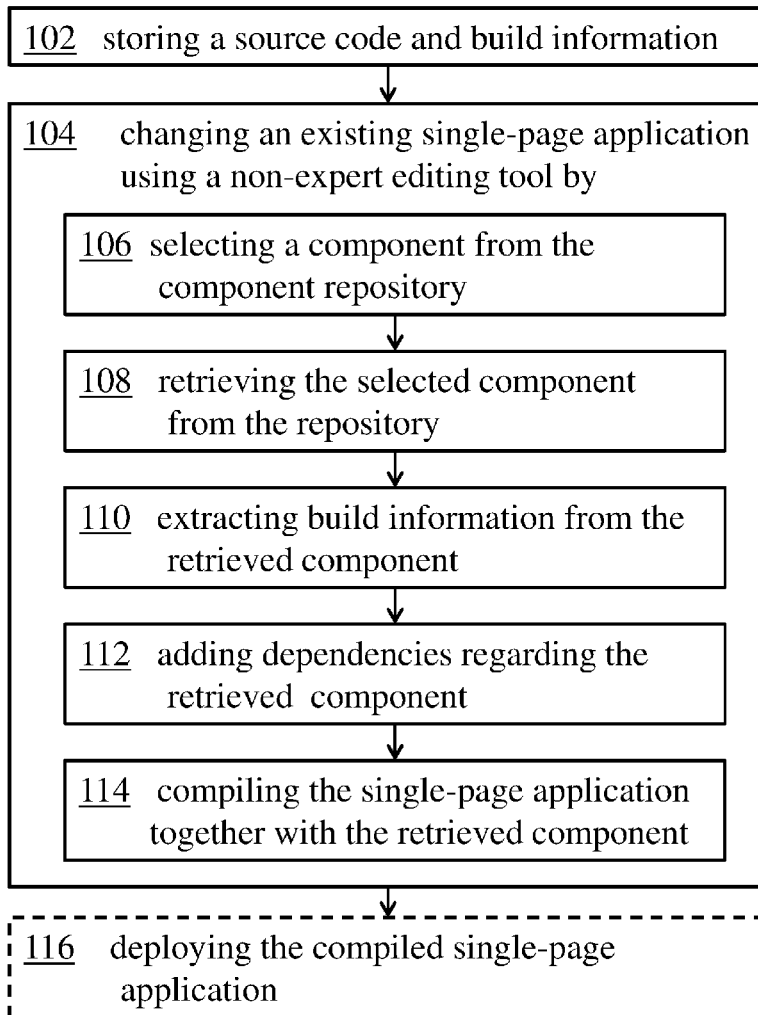 102 storing a source code and build information
104 changing an existing single-page application
using a non-expert editing tool by
106 selecting a component from the
component repository
108 retrieving the selected component
from the repository
110 extracting build information from the
retrieved component
112 adding dependencies regarding the
retrieved component
114 compiling the single-page application
together with the retrieved component
116 deploying the compiled single-page
application